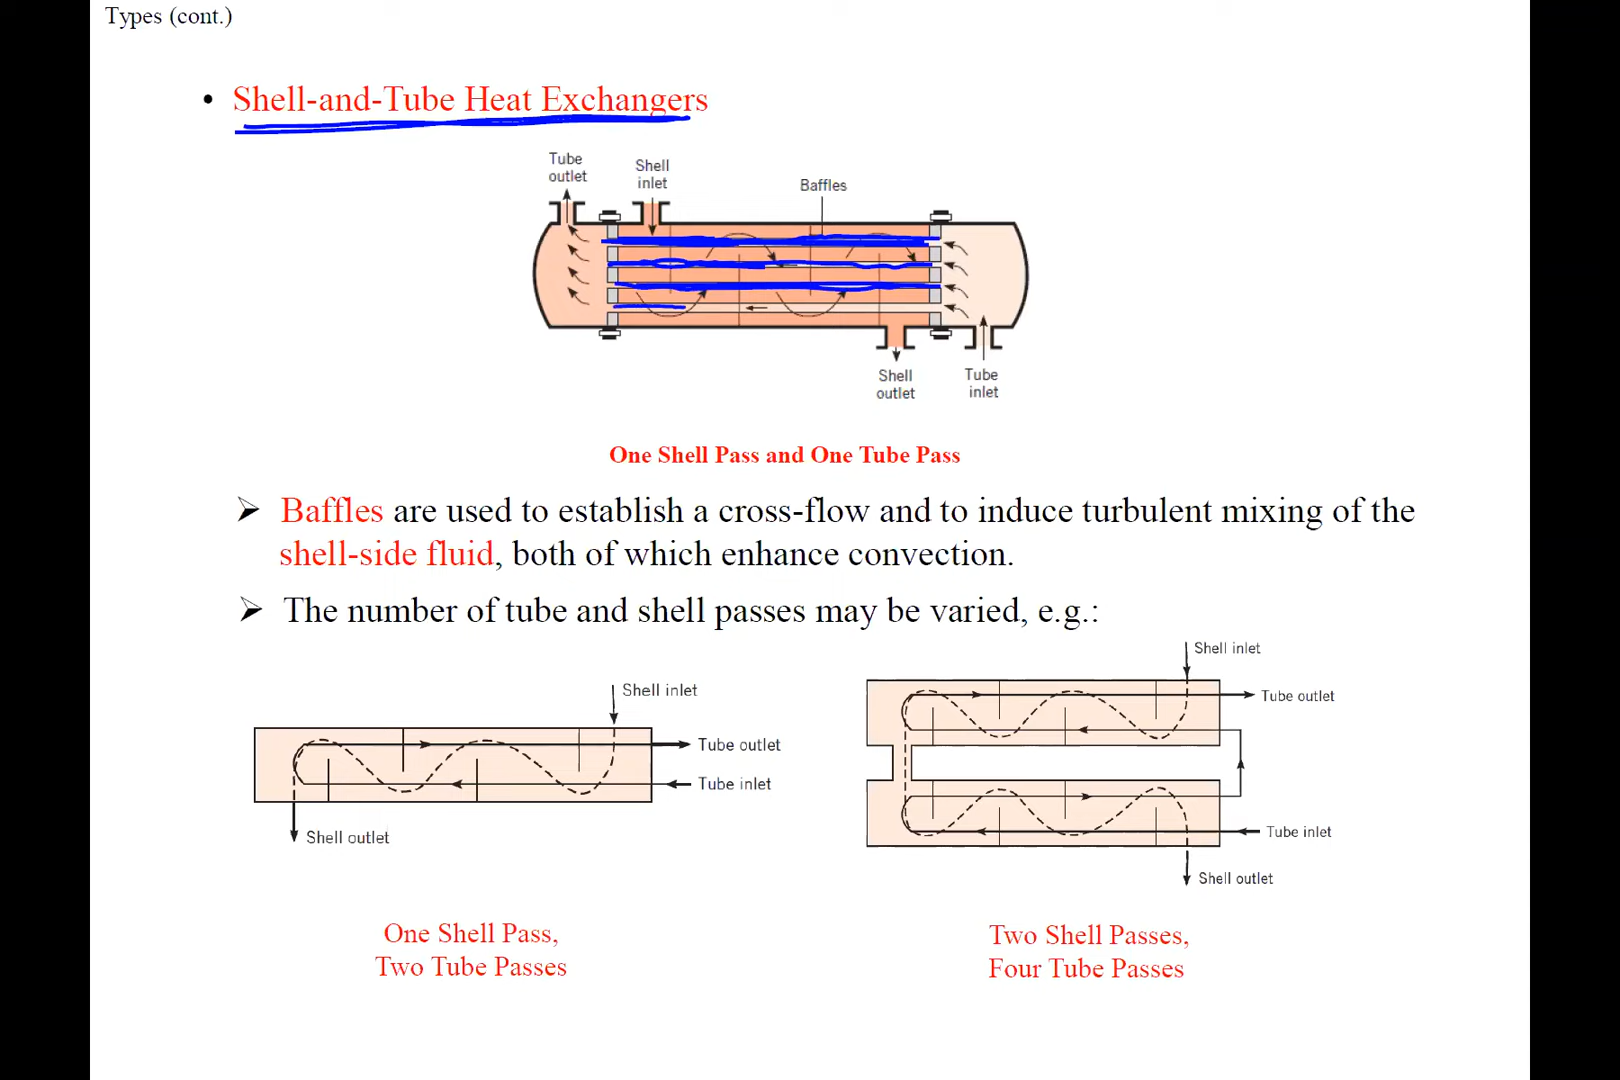 Types (cont.)
• Shell-and-Tube Heat Exchangers
Tube
outlet
Shell
inlet
Baffles
Shell
outlet
Tube
inlet
One Shell Pass and One Tube Pass
➢ Baffles are used to establish a cross-flow and to induce turbulent mixing of the
shell-side fluid, both of which enhance convection.
➢ The number of tube and shell passes may be varied, e.g.:
Shell inlet
Tube outlet
Tube inlet
Shell outlet
One Shell Pass,
Two Tube Passes
Shell inlet
Tube outlet
Tube inlet
Shell outlet
Two Shell Passes,
Four Tube Passes